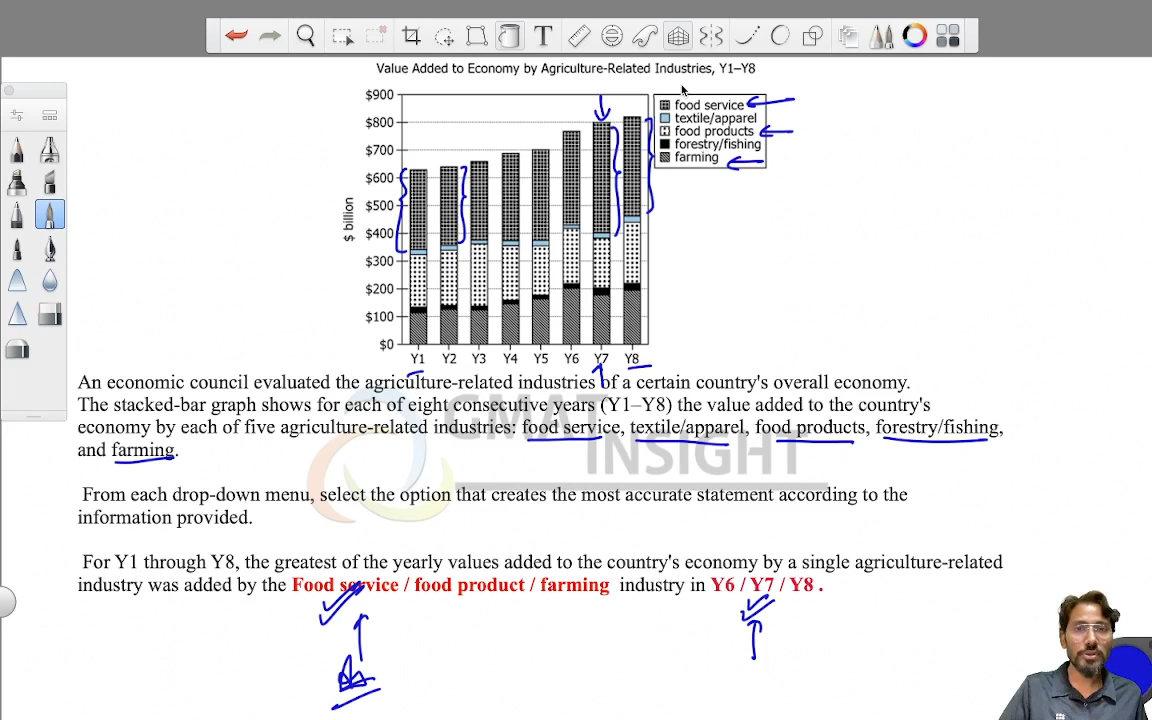 T
Value Added to Economy by Agriculture-Related Industries, Y1–Y8
$900
$800
$700
$600
$500
$400
$300
$200
$100
$0
$ billion
food service
textile/apparel
food products
forestry/fishing
farming
Y1 Y2 Y3 Y4 Y5 Y6 Y7 Y8
An economic council evaluated the agriculture-related industries of a certain country's overall economy.
The stacked-bar graph shows for each of eight consecutive years (Y1–Y8) the value added to the country's
economy by each of five agriculture-related industries: food service, textile/apparel, food products, forestry/fishing,
and farming.
GMAT
INSIGHT
From each drop-down menu, select the option that creates the most accurate statement according to the
information provided.
For Y1 through Y8, the greatest of the yearly values added to the country's economy by a single agriculture-related
industry was added by the Food service / food product / farming industry in Y6 / Y7 / Y8 .